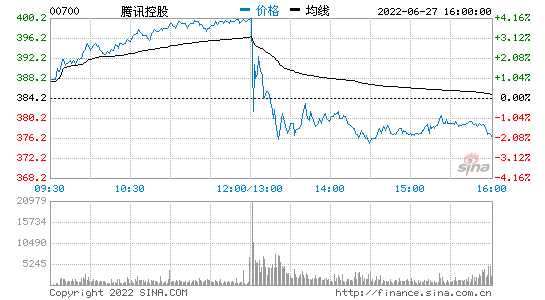 00700 腾讯控股 价格 均线 2022-06-27 16:00:00
400.2 4.16%
396.2 3.12%
392.2 2.08%
388.2 1.04%
384.2 0.00%
380.2 1.04%
376.2 2.08%
372.2 3.12%
368.2 4.16%
sina
新浪财经
09:30 10:30 12:00/13:00 14:00 15:00 16:00
20979
15734
10490
5245
Copyright 2022 SINA.COM http://finance.sina.com.cn/